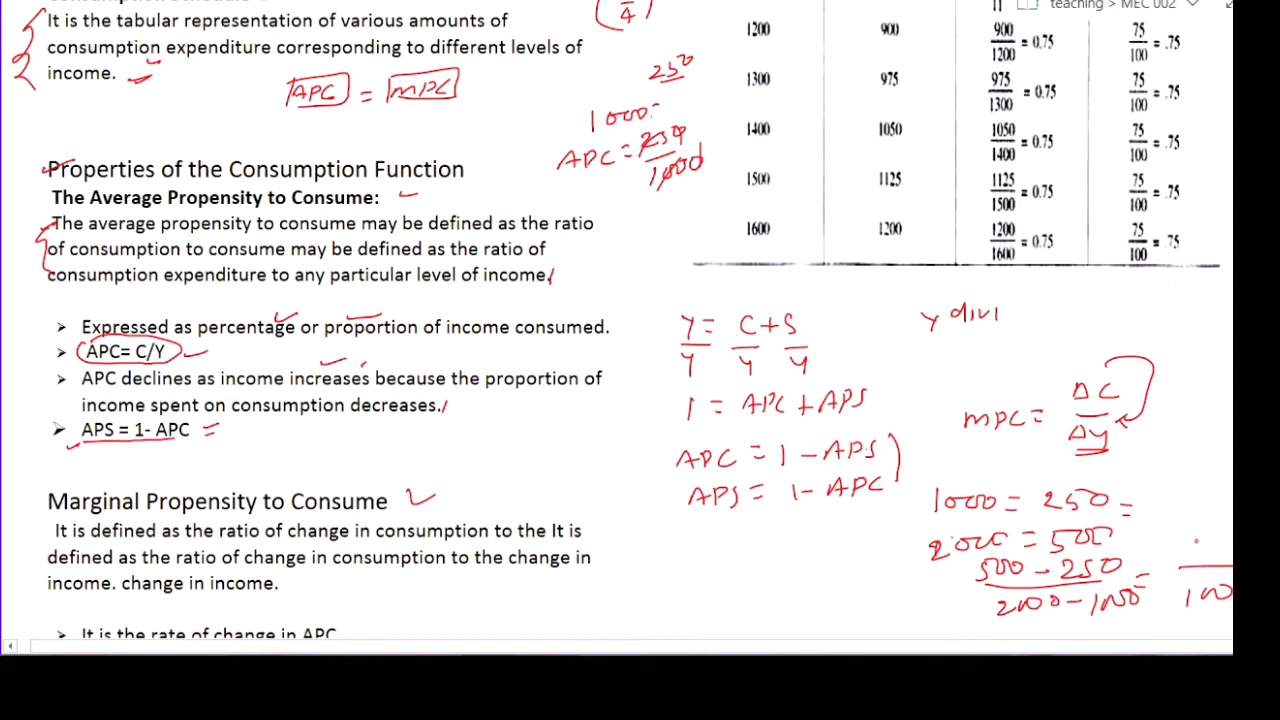 teaching > MEC 002
It is the tabular representation of various amounts of
consumption expenditure corresponding to different levels of
income.
APC = MPC
250
1000
APC = 250/1000
1200 900 900/1200 = 0.75 75/100 = .75
1300 975 975/1300 = 0.75 75/100 = .75
1400 1050 1050/1400 = 0.75 75/100 = .75
1500 1125 1125/1500 = 0.75 75/100 = .75
1600 1200 1200/1600 = 0.75 75/100 = .75
Properties of the Consumption Function
The Average Propensity to Consume:
The average propensity to consume may be defined as the ratio
of consumption to consume may be defined as the ratio of
consumption expenditure to any particular level of income
Expressed as percentage or proportion of income consumed.
APC= C/Y
APC declines as income increases because the proportion of
income spent on consumption decreases.
APS = 1- APC
Marginal Propensity to Consume
It is defined as the ratio of change in consumption to the It is
defined as the ratio of change in consumption to the change in
income. change in income.
It is the rate of change in APC
Y = C + S
Y Y Y
1 = APC + APS
APC = 1 - APS
APS = 1 - APC
Y divi
MPC = ΔC
ΔY
1000 = 250 =
2000 = 500
500 - 250 =
2000 - 1000
100